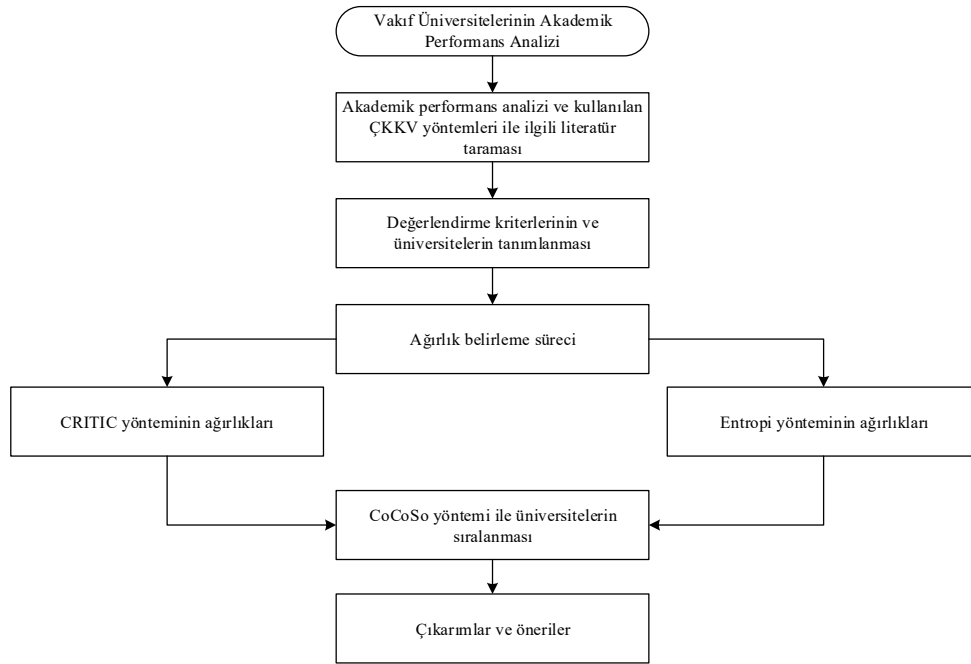 Vakıf Üniversitelerinin Akademik
Performans Analizi
Akademik performans analizi ve kullanılan
ÇKKV yöntemleri ile ilgili literatür
taraması
Değerlendirme kriterlerinin ve
üniversitelerin tanımlanması
Ağırlık belirleme süreci
CRITIC yönteminin ağırlıkları
Entropi yönteminin ağırlıkları
CoCoSo yöntemi ile üniversitelerin
sıralanması
Çıkarımlar ve öneriler